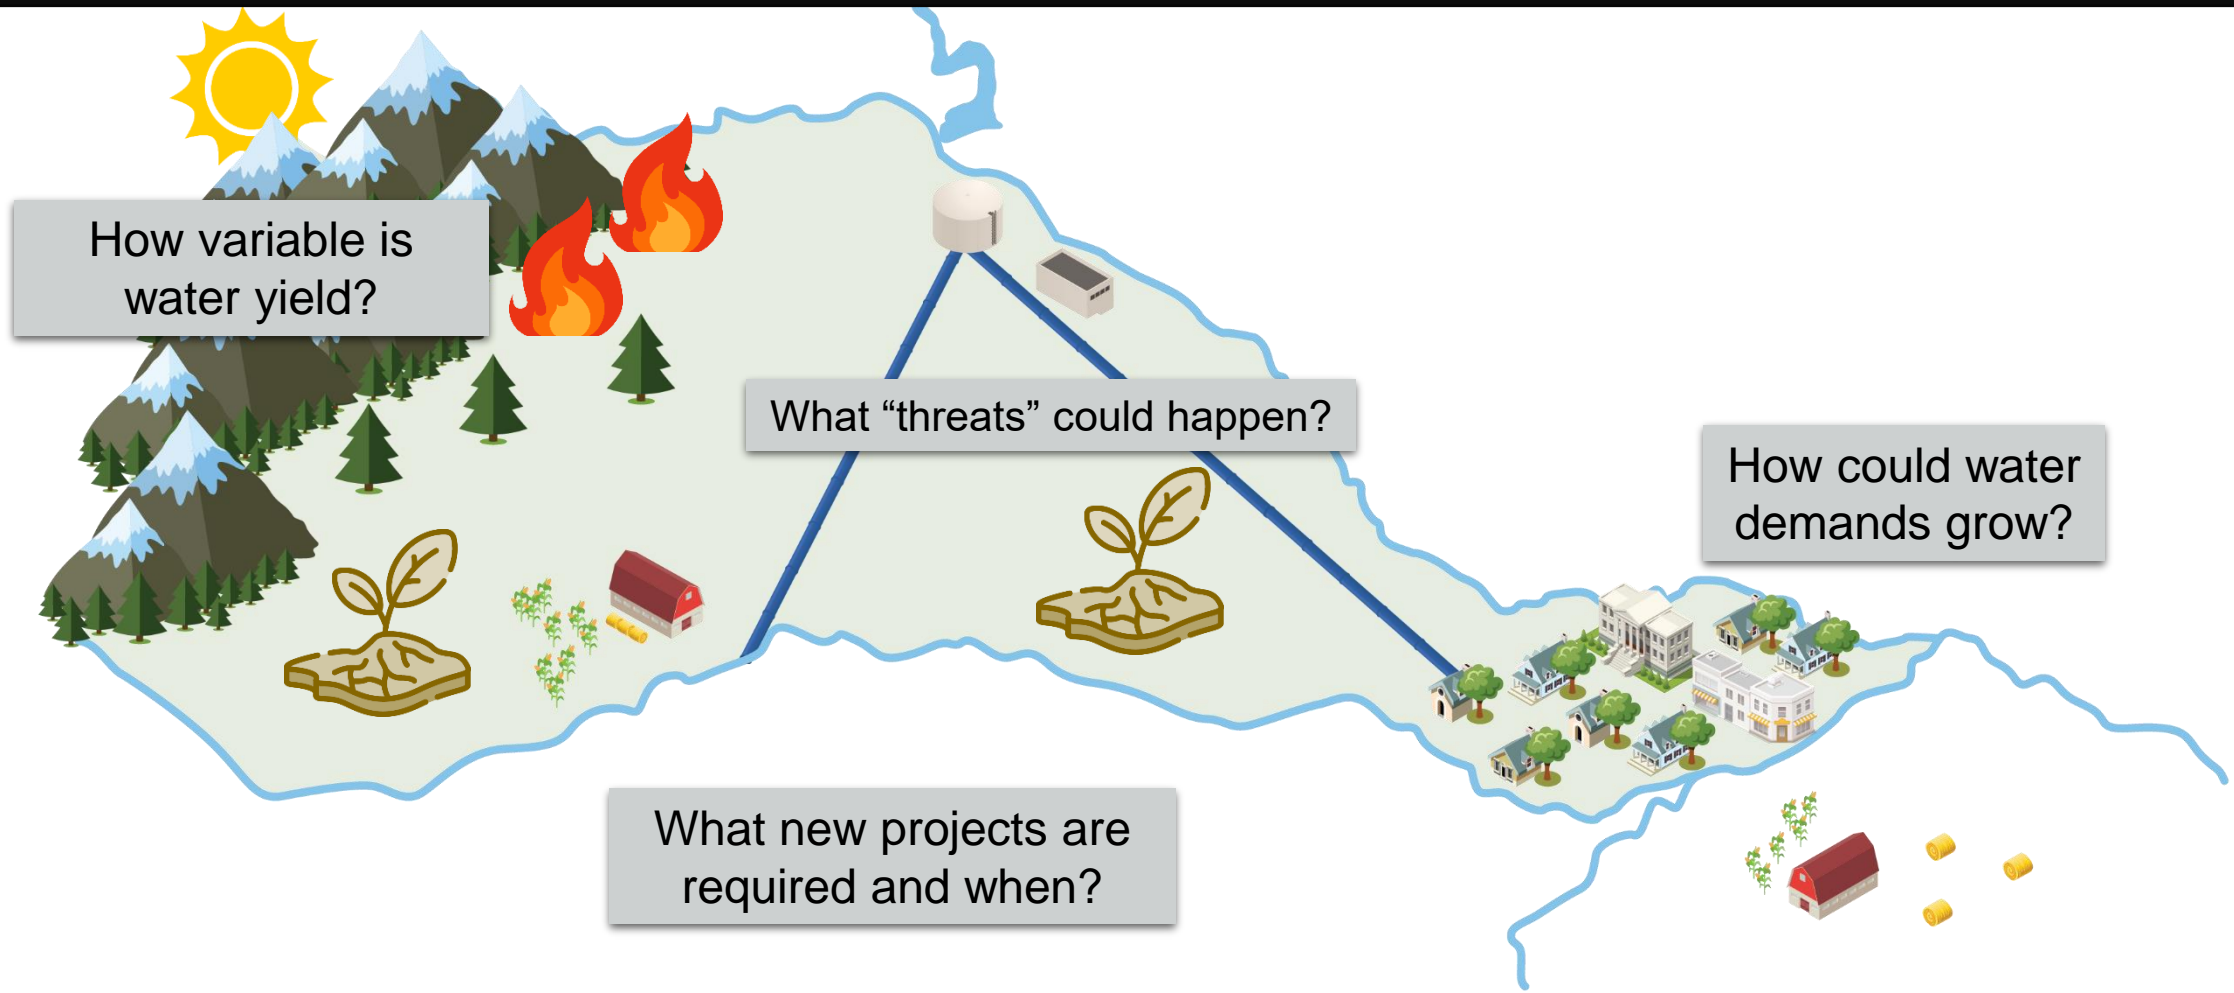 How variable is
water yield?
What “threats” could happen?
How could water
demands grow?
What new projects are
required and when?